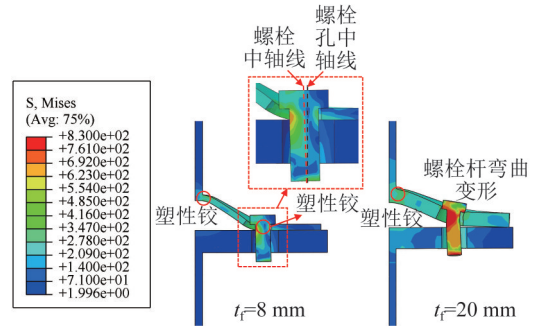 螺栓
中轴线
螺栓
孔中
轴线
S, Mises
(Avg: 75%)
+8.300e+02
+7.610e+02
+6.920e+02
+6.230e+02
+5.540e+02
+4.850e+02
+4.160e+02
+3.470e+02
+2.780e+02
+2.090e+02
+1.400e+02
+7.100e+01
+1.996e+00
塑性铰
塑性铰
螺栓杆弯曲
变形
塑性铰
tf=8 mm
tf=20 mm